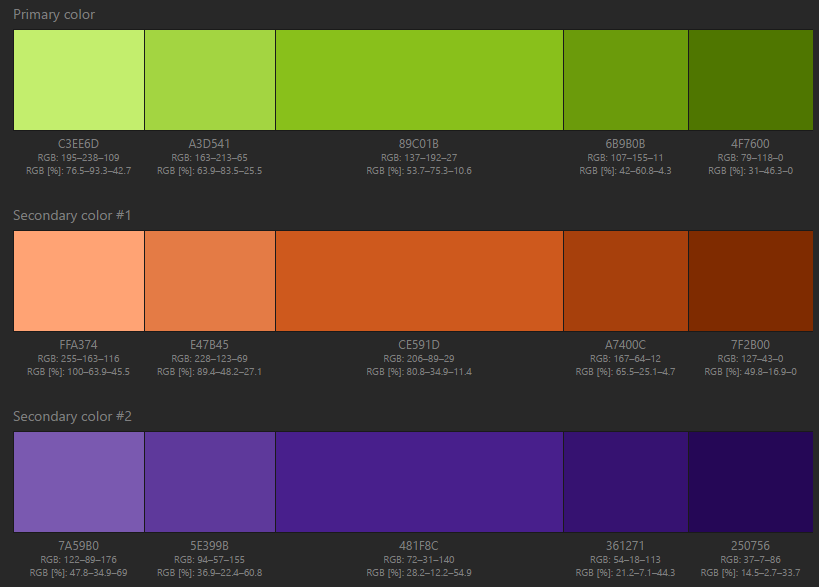 Primary color
C3EE6D A3D541 89C01B 6B9B0B 4F7600
RGB: 195–238–109 RGB: 163–213–65 RGB: 137–192–27 RGB: 107–155–11 RGB: 79–118–0
RGB [%]: 76.5–93.3–42.7 RGB [%]: 63.9–83.5–25.5 RGB [%]: 53.7–75.3–10.6 RGB [%]: 42–60.8–4.3 RGB [%]: 31–46.3–0
Secondary color #1
FFA374 E47B45 CE591D A7400C 7F2B00
RGB: 255–163–116 RGB: 228–123–69 RGB: 206–89–29 RGB: 167–64–12 RGB: 127–43–0
RGB [%]: 100–63.9–45.5 RGB [%]: 89.4–48.2–27.1 RGB [%]: 80.8–34.9–11.4 RGB [%]: 65.5–25.1–4.7 RGB [%]: 49.8–16.9–0
Secondary color #2
7A59B0 5E399B 481F8C 361271 250756
RGB: 122–89–176 RGB: 94–57–155 RGB: 72–31–140 RGB: 54–18–113 RGB: 37–7–86
RGB [%]: 47.8–34.9–69 RGB [%]: 36.9–22.4–60.8 RGB [%]: 28.2–12.2–54.9 RGB [%]: 21.2–7.1–44.3 RGB [%]: 14.5–2.7–33.7